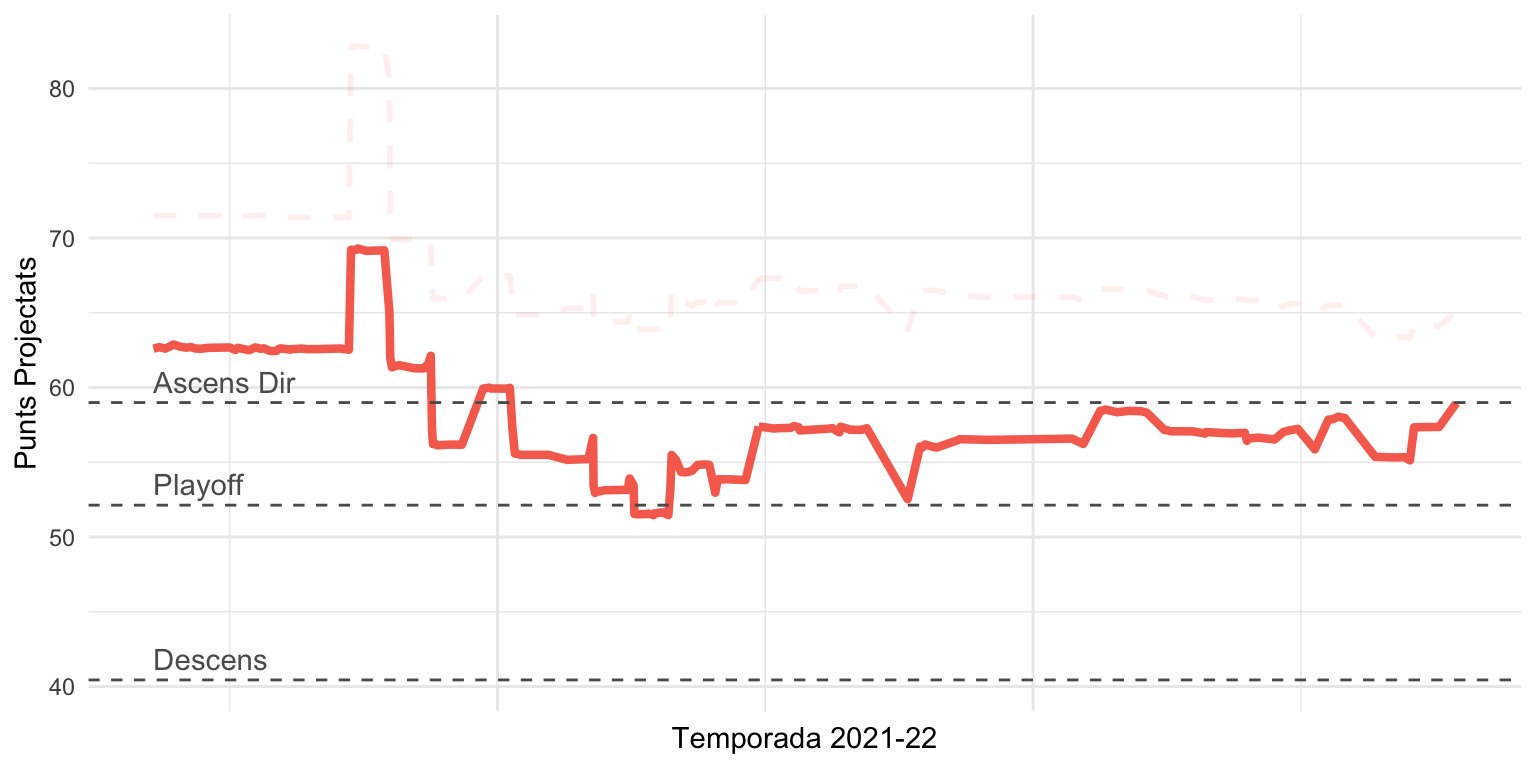 80
70
60
50
40
Punts Projectats
Ascens Dir
Playoff
Descens
Temporada 2021-22